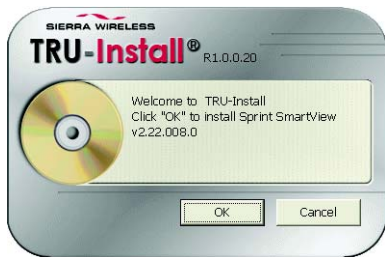 SIERRA WIRELESS
TRU-Install® R1.0.0.20
Welcome to TRU-Install
Click "OK" to install Sprint SmartView
v2.22.008.0
OK Cancel